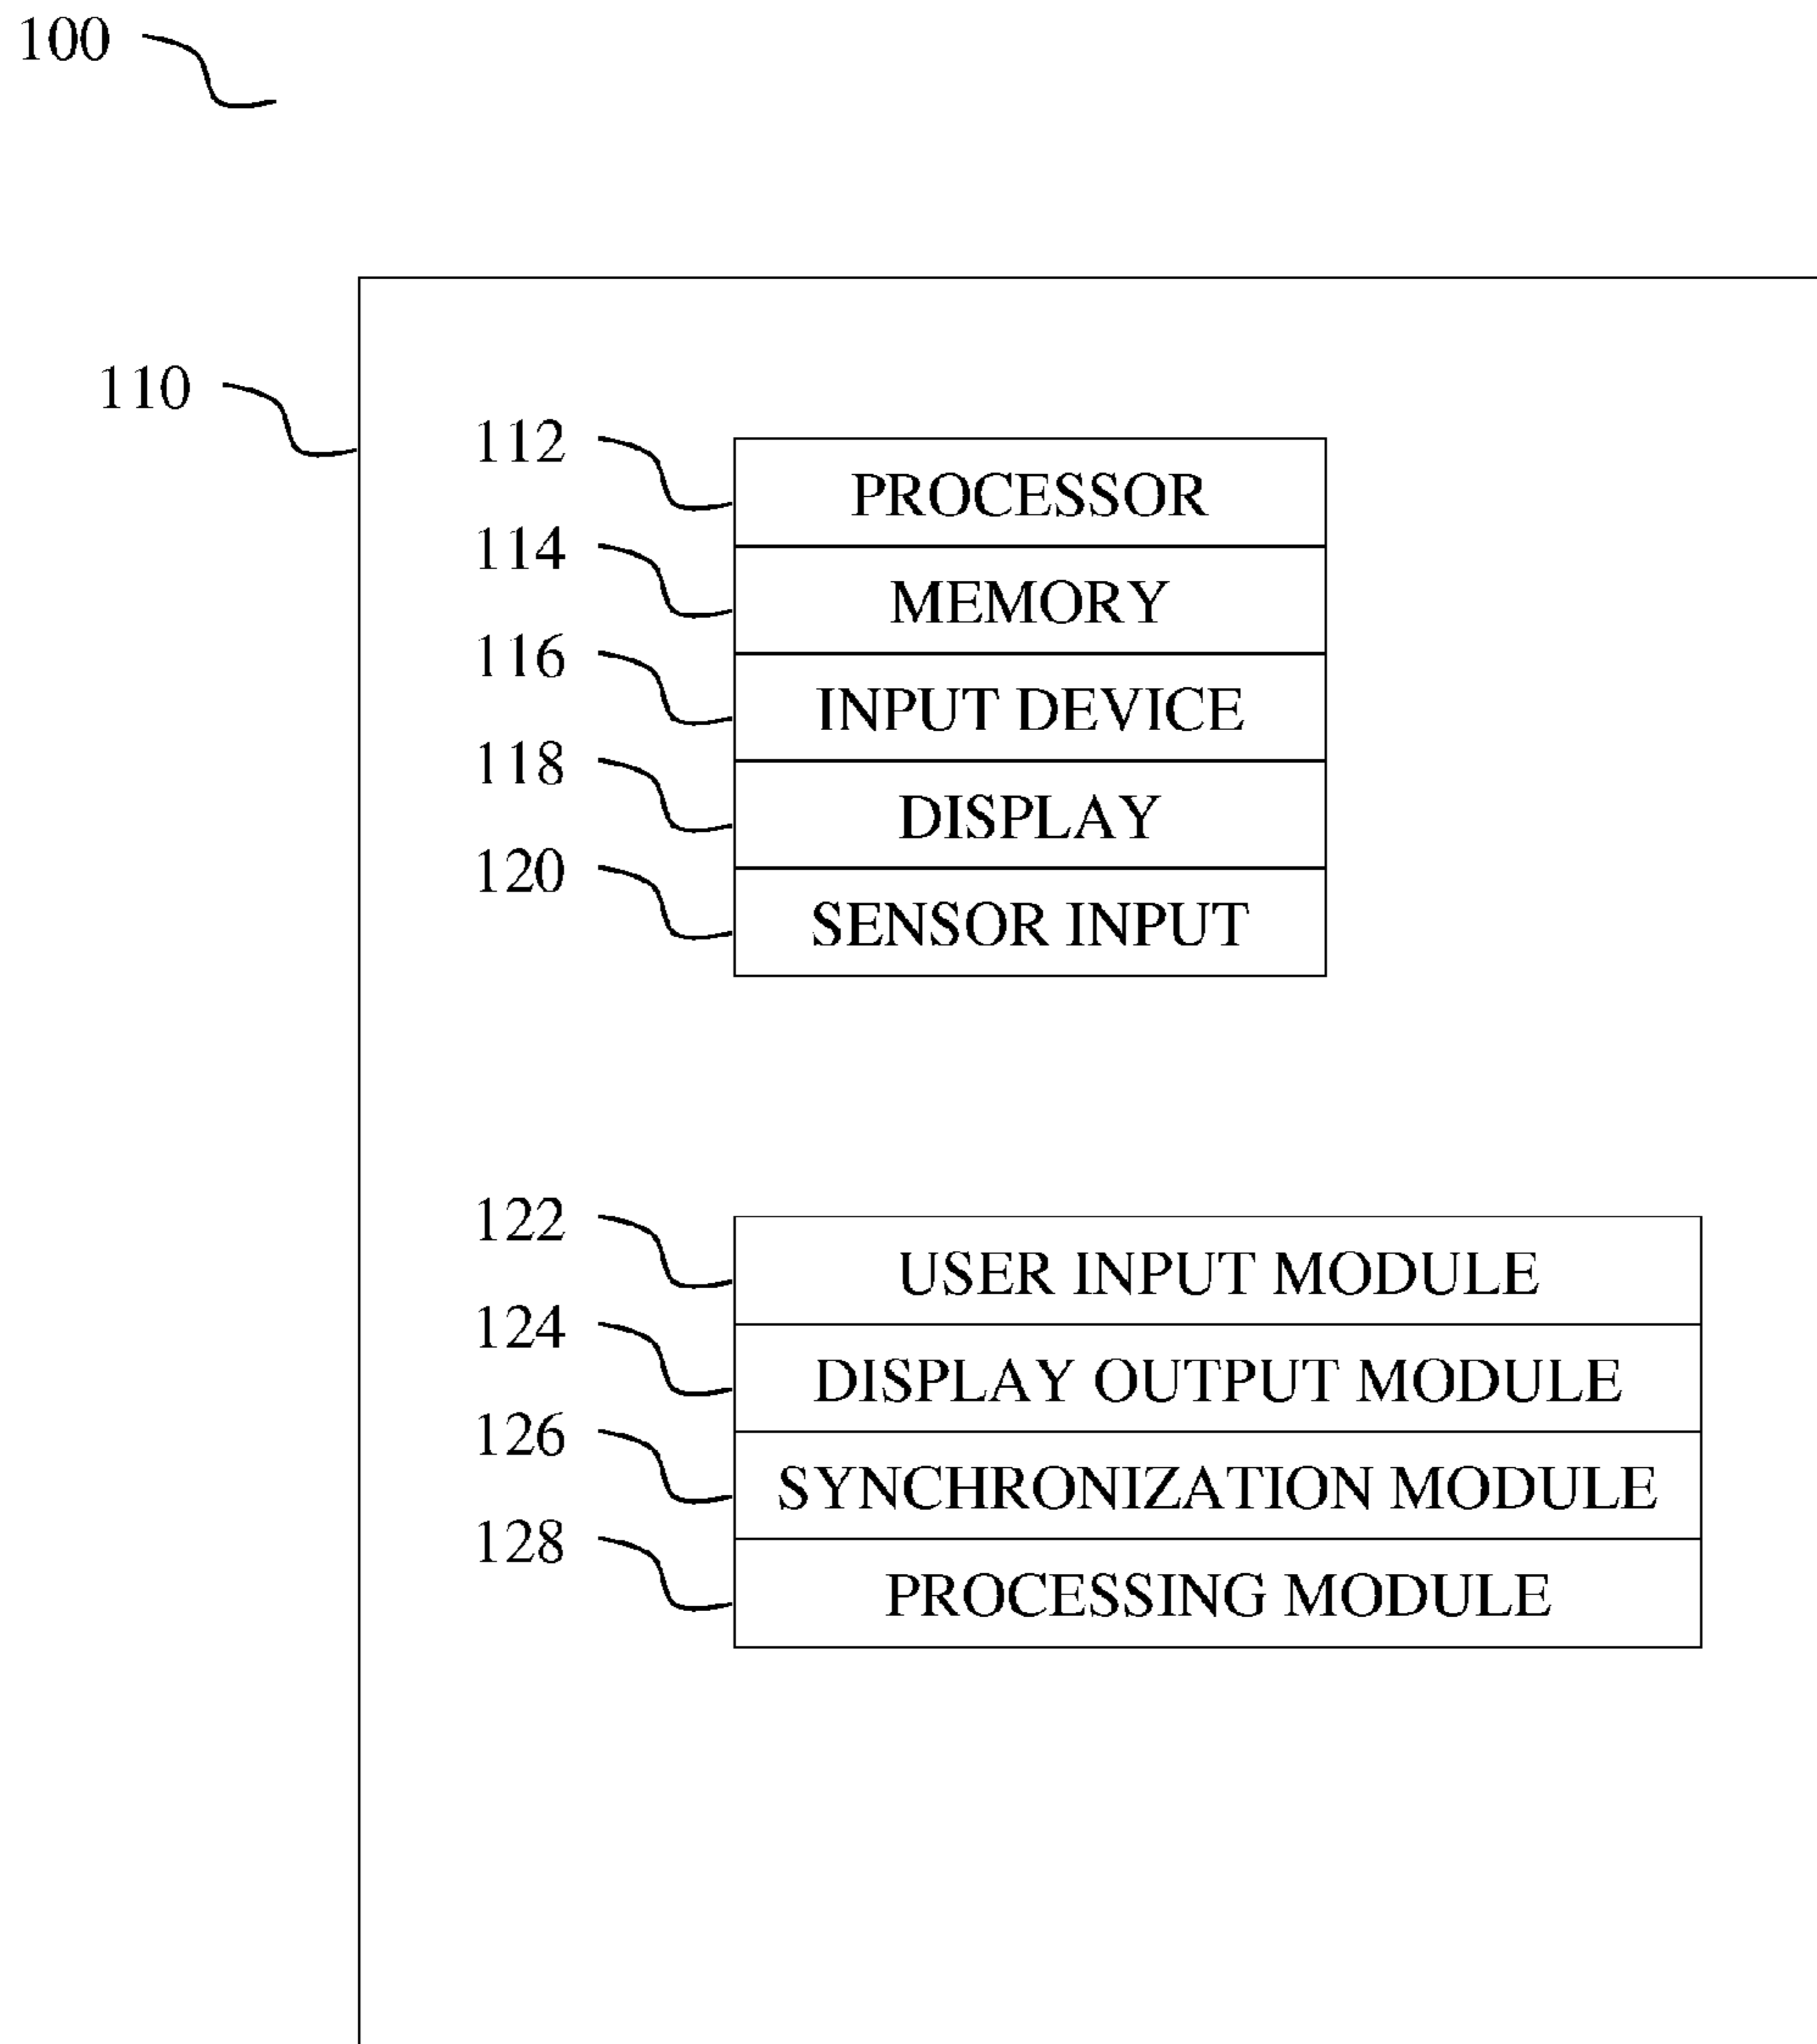 100
110
112 PROCESSOR
114 MEMORY
116 INPUT DEVICE
118 DISPLAY
120 SENSOR INPUT
122 USER INPUT MODULE
124 DISPLAY OUTPUT MODULE
126 SYNCHRONIZATION MODULE
128 PROCESSING MODULE